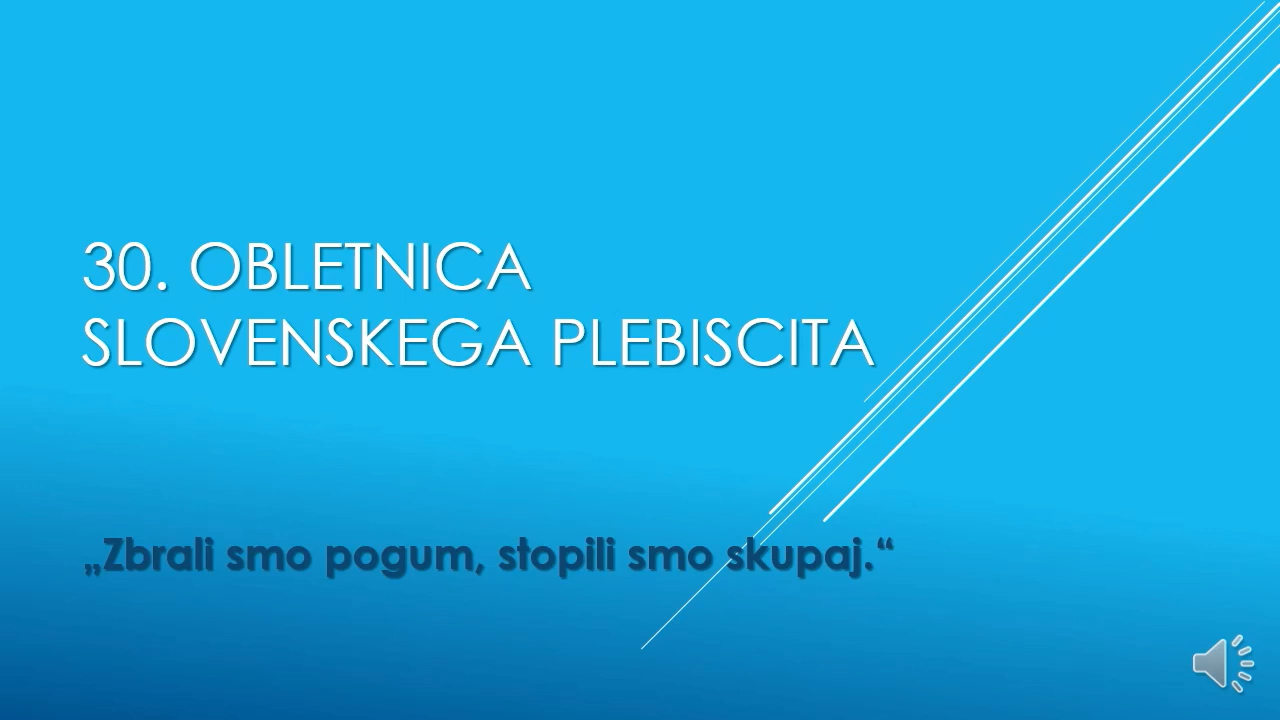 30. OBLETNICA
SLOVENSKEGA PLEBISCITA
„Zbrali smo pogum, stopili smo skupaj.“